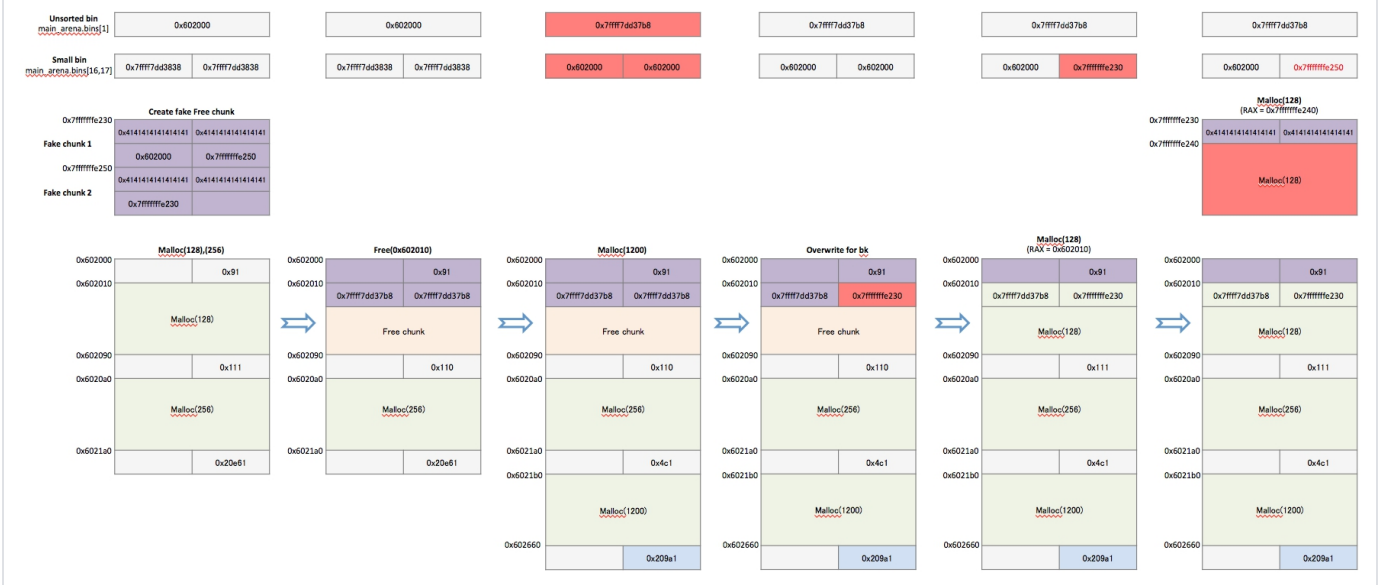 Unsorted bin
main_arena.bins[1]
0x602000
0x602000
0x7ffff7dd37b8
0x7ffff7dd37b8
0x7ffff7dd37b8
0x7ffff7dd37b8
Small bin
main_arena.bins[16,17]
0x7ffff7dd3838 0x7ffff7dd3838
0x7ffff7dd3838 0x7ffff7dd3838
0x602000 0x602000
0x602000 0x602000
0x602000 0x7fffffffe230
0x602000 0x7fffffffe250
Create fake Free chunk
0x7fffffffe230
0x4141414141414141 0x4141414141414141
Fake chunk 1
0x602000 0x7fffffffe250
0x7fffffffe250
0x4141414141414141 0x4141414141414141
Fake chunk 2
0x7fffffffe230
Malloc(128)
(RAX = 0x7fffffffe240)
0x7fffffffe230
0x4141414141414141 0x4141414141414141
0x7fffffffe240
Malloc(128)
Malloc(128),(256)
0x602000
0x91
0x602010
Malloc(128)
0x602090
0x111
0x6020a0
Malloc(256)
0x6021a0
0x20e61
Free(0x602010)
0x602000
0x91
0x602010
0x7ffff7dd37b8 0x7ffff7dd37b8
Free chunk
0x602090
0x110
0x6020a0
Malloc(256)
0x6021a0
0x20e61
Malloc(1200)
0x602000
0x91
0x602010
0x7ffff7dd37b8 0x7ffff7dd37b8
Free chunk
0x602090
0x110
0x6020a0
Malloc(256)
0x6021a0
0x4c1
0x6021b0
Malloc(1200)
0x602660
0x209a1
Overwrite for bk
0x602000
0x91
0x602010
0x7ffff7dd37b8 0x7fffffffe230
Free chunk
0x602090
0x110
0x6020a0
Malloc(256)
0x6021a0
0x4c1
0x6021b0
Malloc(1200)
0x602660
0x209a1
Malloc(128)
(RAX = 0x602010)
0x602000
0x91
0x602010
0x7ffff7dd37b8 0x7fffffffe230
Malloc(128)
0x602090
0x111
0x6020a0
Malloc(256)
0x6021a0
0x4c1
0x6021b0
Malloc(1200)
0x602660
0x209a1
0x602000
0x91
0x602010
0x7ffff7dd37b8 0x7fffffffe230
Malloc(128)
0x602090
0x111
0x6020a0
Malloc(256)
0x6021a0
0x4c1
0x6021b0
Malloc(1200)
0x602660
0x209a1